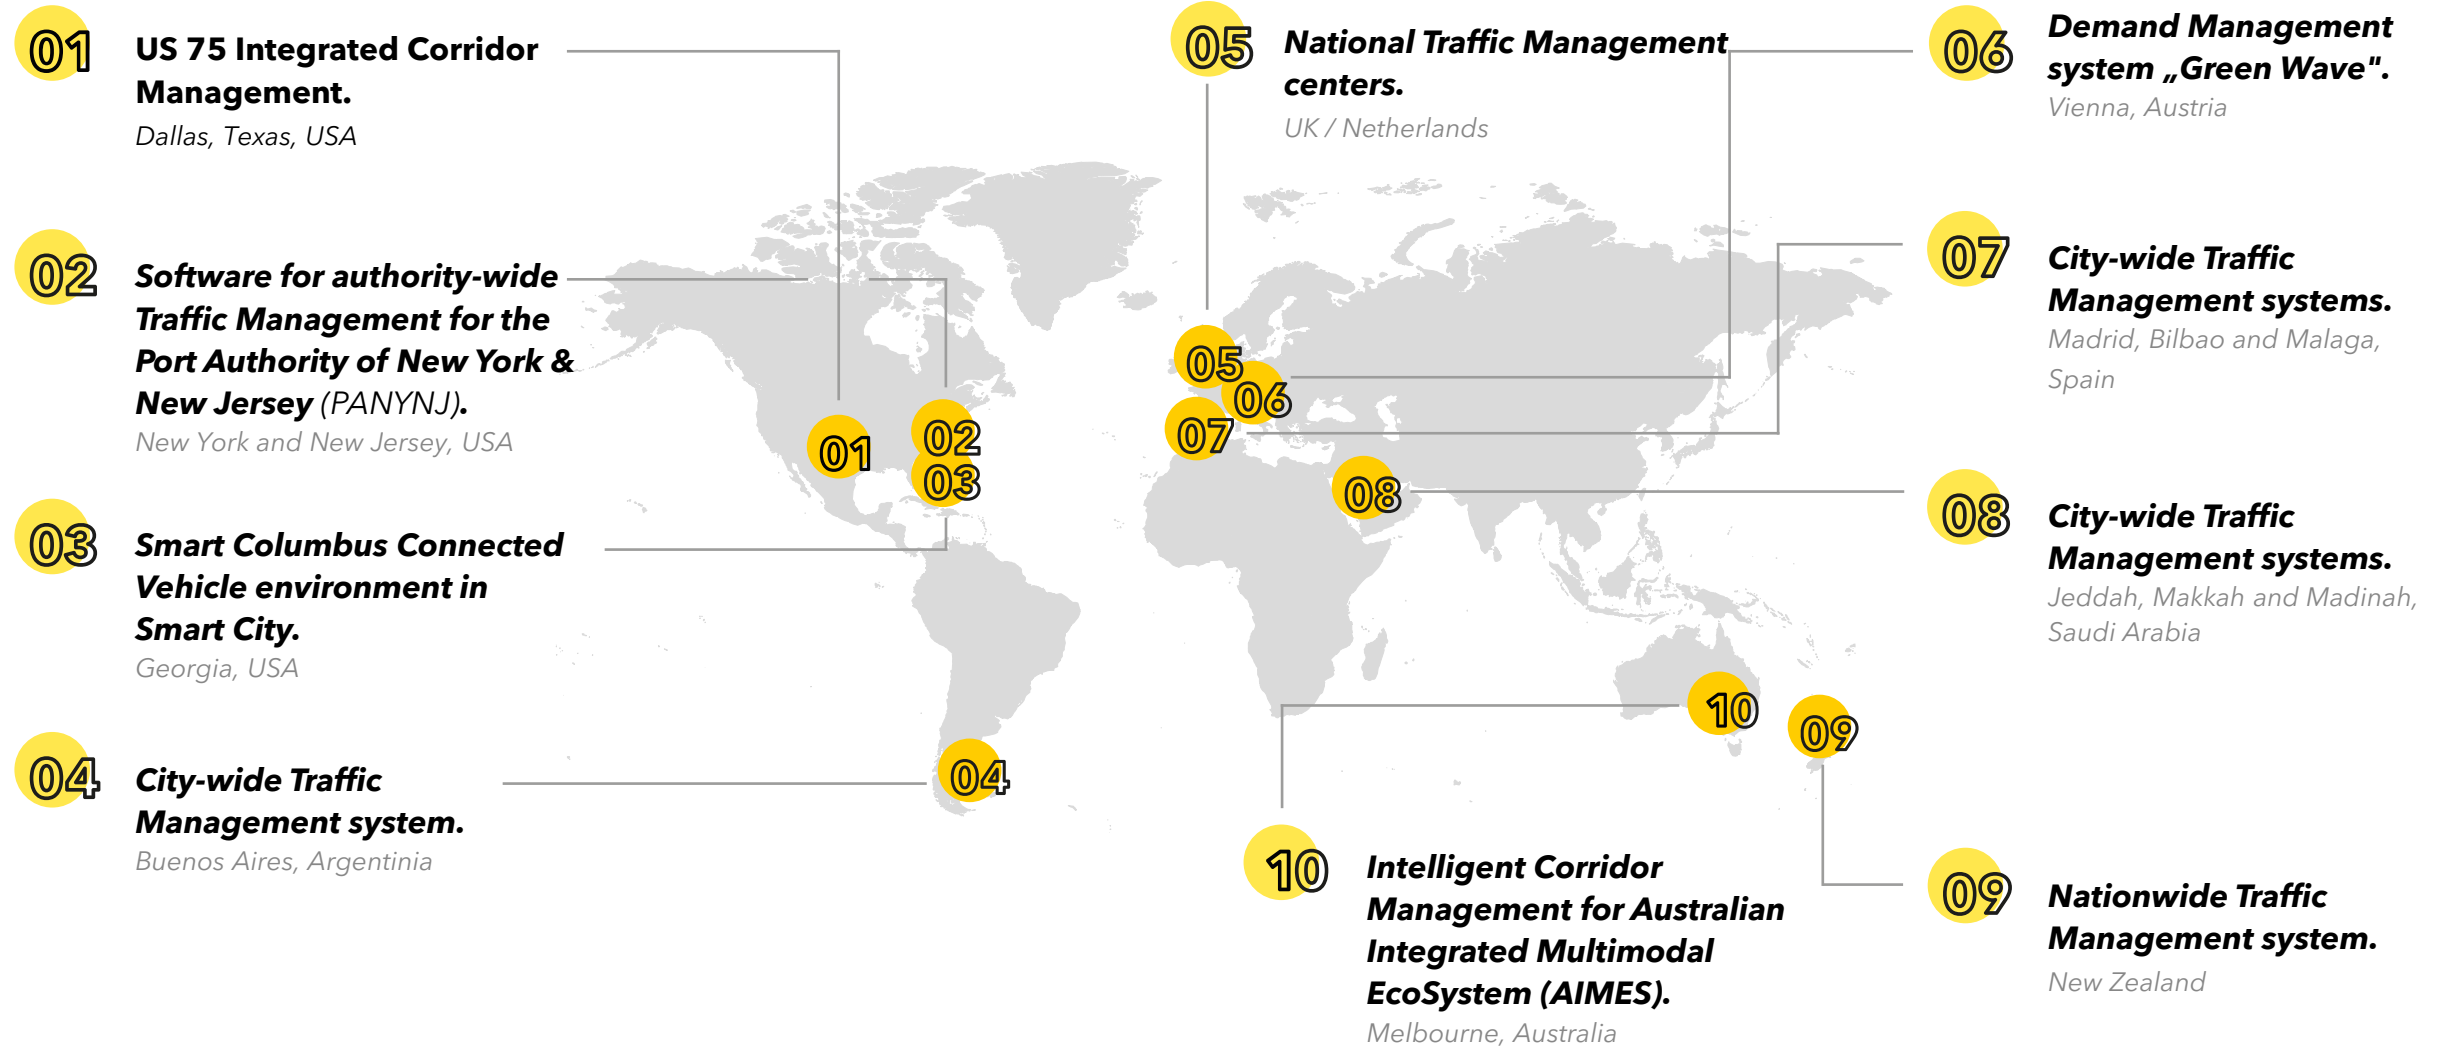 01
US 75 Integrated Corridor
Management.
Dallas, Texas, USA
02
Software for authority-wide
Traffic Management for the
Port Authority of New York &
New Jersey (PANYNJ).
New York and New Jersey, USA
03
Smart Columbus Connected
Vehicle environment in
Smart City.
Georgia, USA
04
City-wide Traffic
Management system.
Buenos Aires, Argentinia
05
National Traffic Management
centers.
UK / Netherlands
06
Demand Management
system „Green Wave".
Vienna, Austria
07
City-wide Traffic
Management systems.
Madrid, Bilbao and Malaga,
Spain
08
City-wide Traffic
Management systems.
Jeddah, Makkah and Madinah,
Saudi Arabia
09
Nationwide Traffic
Management system.
New Zealand
10
Intelligent Corridor
Management for Australian
Integrated Multimodal
EcoSystem (AIMES).
Melbourne, Australia
01
02
03
04
05
06
07
08
10
09